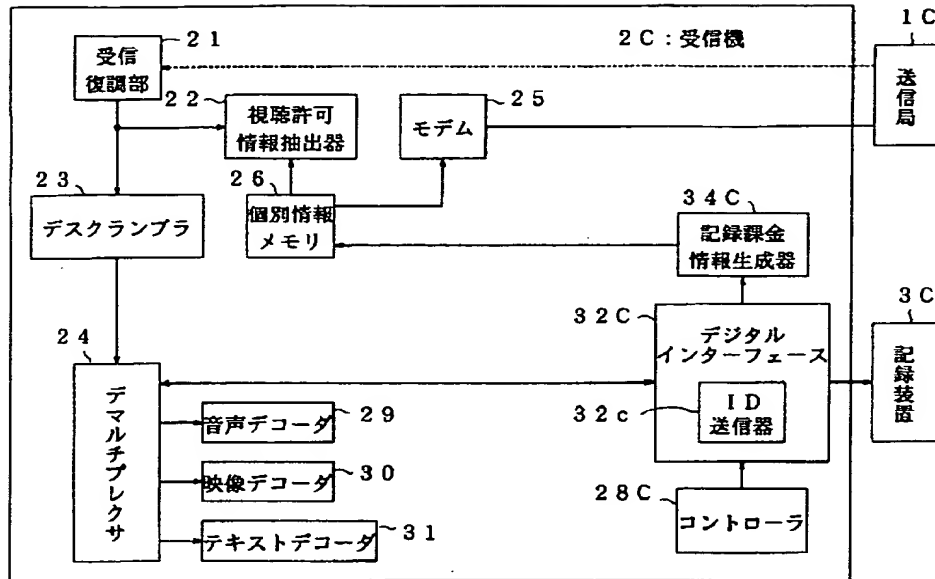 21
受信
復調部
2C:受信機
1C
送信局
22
視聴許可
情報抽出器
25
モデム
23
デスクランブラ
26
個別情報
メモリ
34C
記録課金
情報生成器
24
デマルチプレクサ
32C
デジタル
インターフェース
3C
記録装置
29
音声デコーダ
32c
ID
送信器
30
映像デコーダ
28C
コントローラ
31
テキストデコーダ